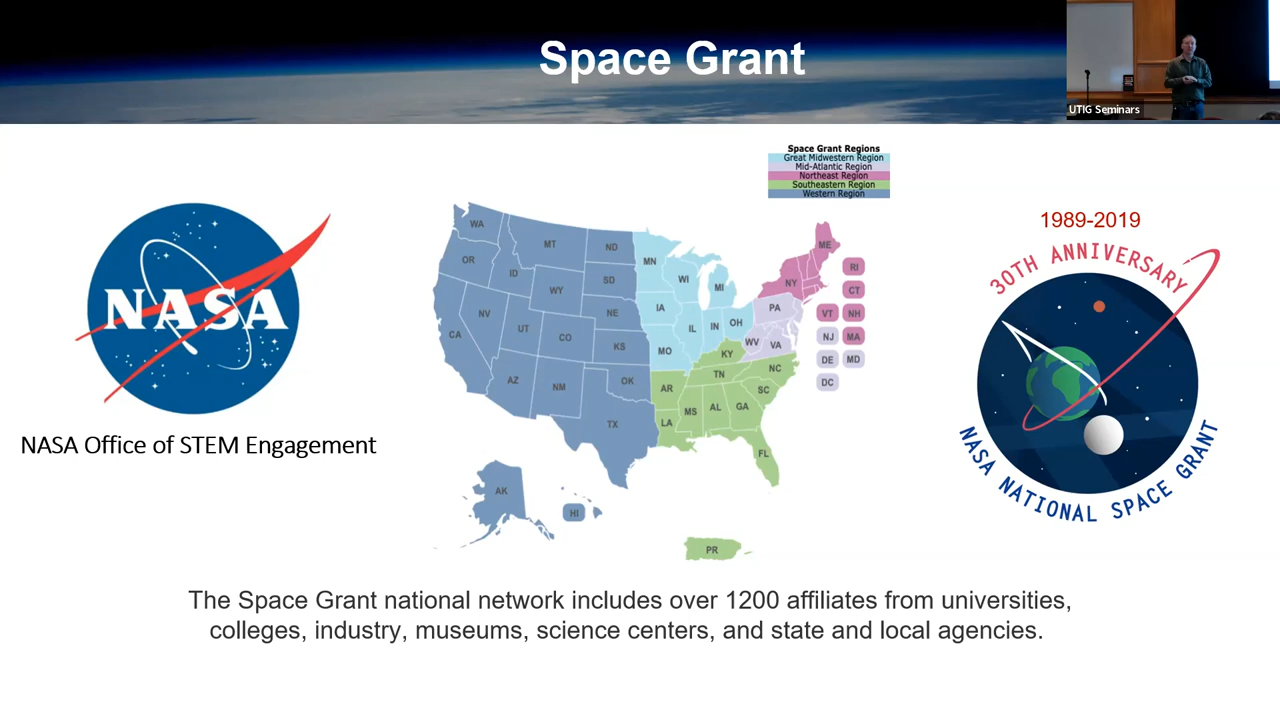 Space Grant
UTIG Seminars
Space Grant Regions
Great Midwestern Region
Mid-Atlantic Region
Northeast Region
Southeastern Region
Western Region
NASA
NASA Office of STEM Engagement
WA
OR
CA
NV
ID
MT
WY
UT
AZ
CO
NM
ND
SD
NE
KS
OK
TX
MN
IA
MO
WI
IL
MI
IN
OH
KY
TN
AR
LA
MS
AL
GA
FL
SC
NC
VA
WV
PA
NY
ME
RI
CT
VT
NH
NJ
MA
DE
MD
DC
AK
HI
PR
1989-2019
30TH ANNIVERSARY
NASA NATIONAL SPACE GRANT
The Space Grant national network includes over 1200 affiliates from universities,
colleges, industry, museums, science centers, and state and local agencies.